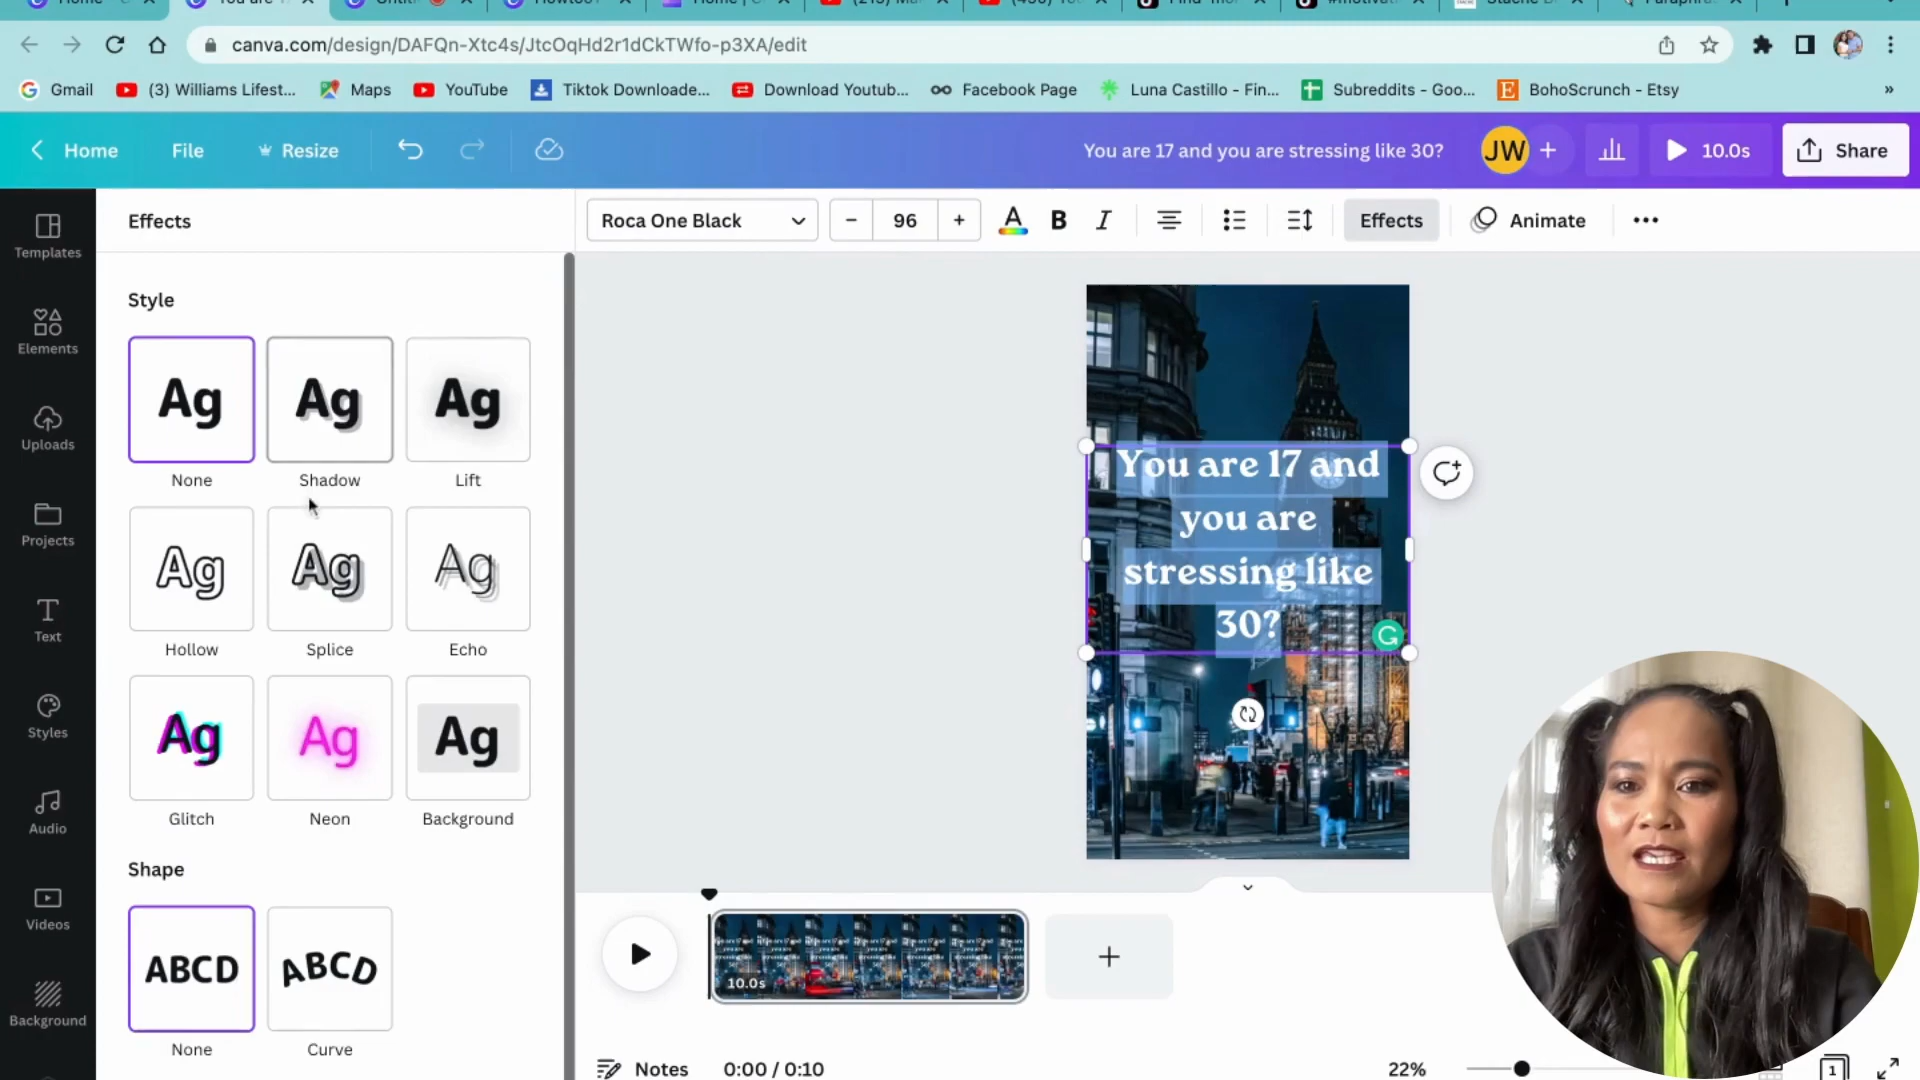 canva.com/design/DAFQn-Xtc4s/JtcOqHd2r1dCkTWfo-p3XA/edit
Gmail
(3) Williams Lifest...
Maps
YouTube
Tiktok Downloade...
Download Youtub...
Facebook Page
Luna Castillo - Fin...
Subreddits - Goo...
BohoScrunch - Etsy
»
Home
File
Resize
You are 17 and you are stressing like 30?
JW
+
10.0s
Share
Templates
Elements
Uploads
Projects
Text
Styles
Audio
Videos
Background
Effects
Roca One Black
− 96 +
A
B
I
Effects
Animate
Style
Ag
None
Ag
Shadow
Ag
Lift
Ag
Hollow
Ag
Splice
Ag
Echo
Ag
Glitch
Ag
Neon
Ag
Background
Shape
ABCD
None
ABCD
Curve
You are 17 and
you are
stressing like
30?
10.0s
+
Notes
0:00 / 0:10
22%
1